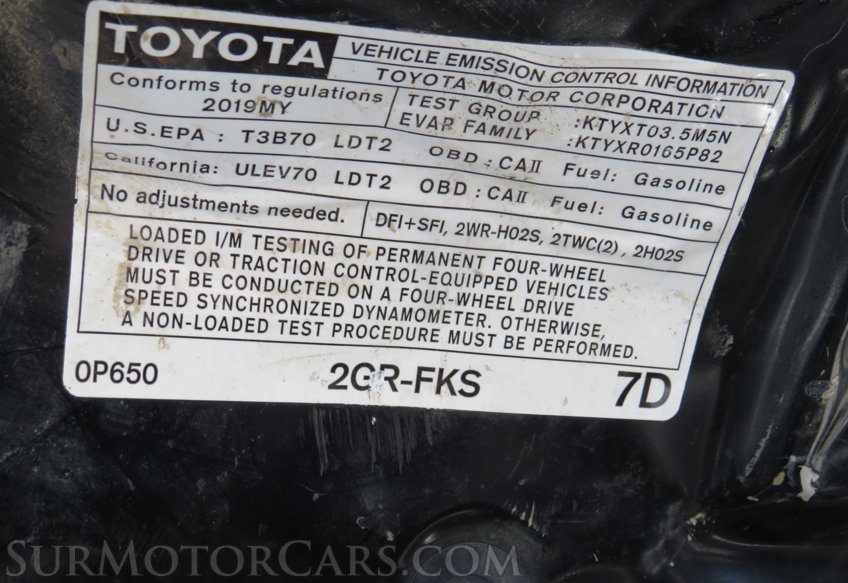 TOYOTA
VEHICLE EMISSION CONTROL INFORMATION
TOYOTA MOTOR CORPORATION
Conforms to regulations
2019MY
TEST GROUP :KTYXT03.5M5N
EVAP FAMILY :KTYXR0165P82
U.S.EPA : T3B70 LDT2 OBD : CAII Fuel: Gasoline
California: ULEV70 LDT2 OBD : CAII Fuel: Gasoline
No adjustments needed.
DFI+SFI, 2WR-HO2S, 2TWC(2), 2HO2S
LOADED I/M TESTING OF PERMANENT FOUR-WHEEL
DRIVE OR TRACTION CONTROL-EQUIPPED VEHICLES
MUST BE CONDUCTED ON A FOUR-WHEEL DRIVE
SPEED SYNCHRONIZED DYNAMOMETER. OTHERWISE,
A NON-LOADED TEST PROCEDURE MUST BE PERFORMED.
0P650 2GR-FKS 7D
SURMOTORCARS.COM